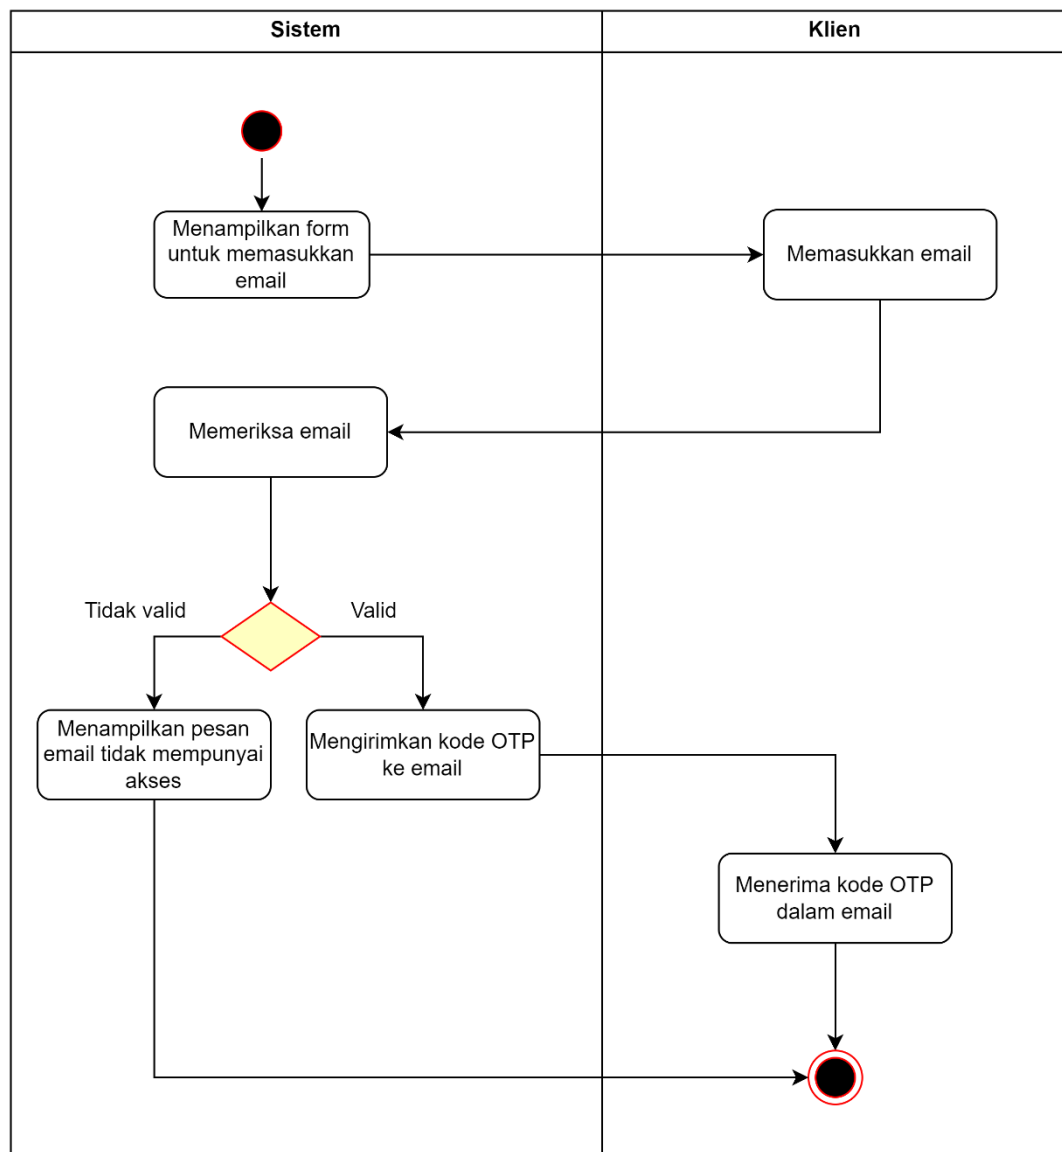 Sistem
Klien
Menampilkan form
untuk memasukkan
email
Memasukkan email
Memeriksa email
Tidak valid
Valid
Menampilkan pesan
email tidak mempunyai
akses
Mengirimkan kode OTP
ke email
Menerima kode OTP
dalam email